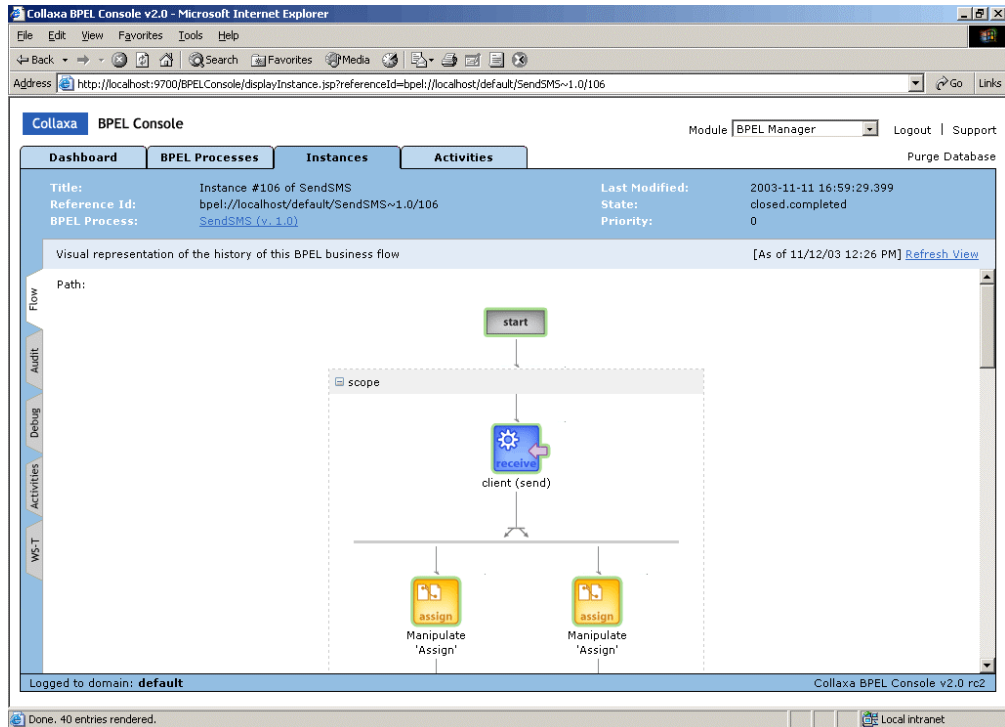 Collaxa BPEL Console v2.0 - Microsoft Internet Explorer
File Edit View Favorites Tools Help
Back Search Favorites Media
Address http://localhost:9700/BPELConsole/displayInstance.jsp?referenceId=bpel://localhost/default/SendSMS~1.0/106 Go Links
Collaxa BPEL Console
Module BPEL Manager Logout | Support
Dashboard BPEL Processes Instances Activities Purge Database
Title: Instance #106 of SendSMS Last Modified: 2003-11-11 16:59:29.399
Reference Id: bpel://localhost/default/SendSMS~1.0/106 State: closed.completed
BPEL Process: SendSMS (v. 1.0) Priority: 0
Visual representation of the history of this BPEL business flow [As of 11/12/03 12:26 PM] Refresh View
Path:
Flow
Audit
Debug
Activities
WS-T
start
scope
receive
client (send)
assign assign
Manipulate Manipulate
'Assign' 'Assign'
Logged to domain: default Collaxa BPEL Console v2.0 rc2
Done. 40 entries rendered. Local intranet